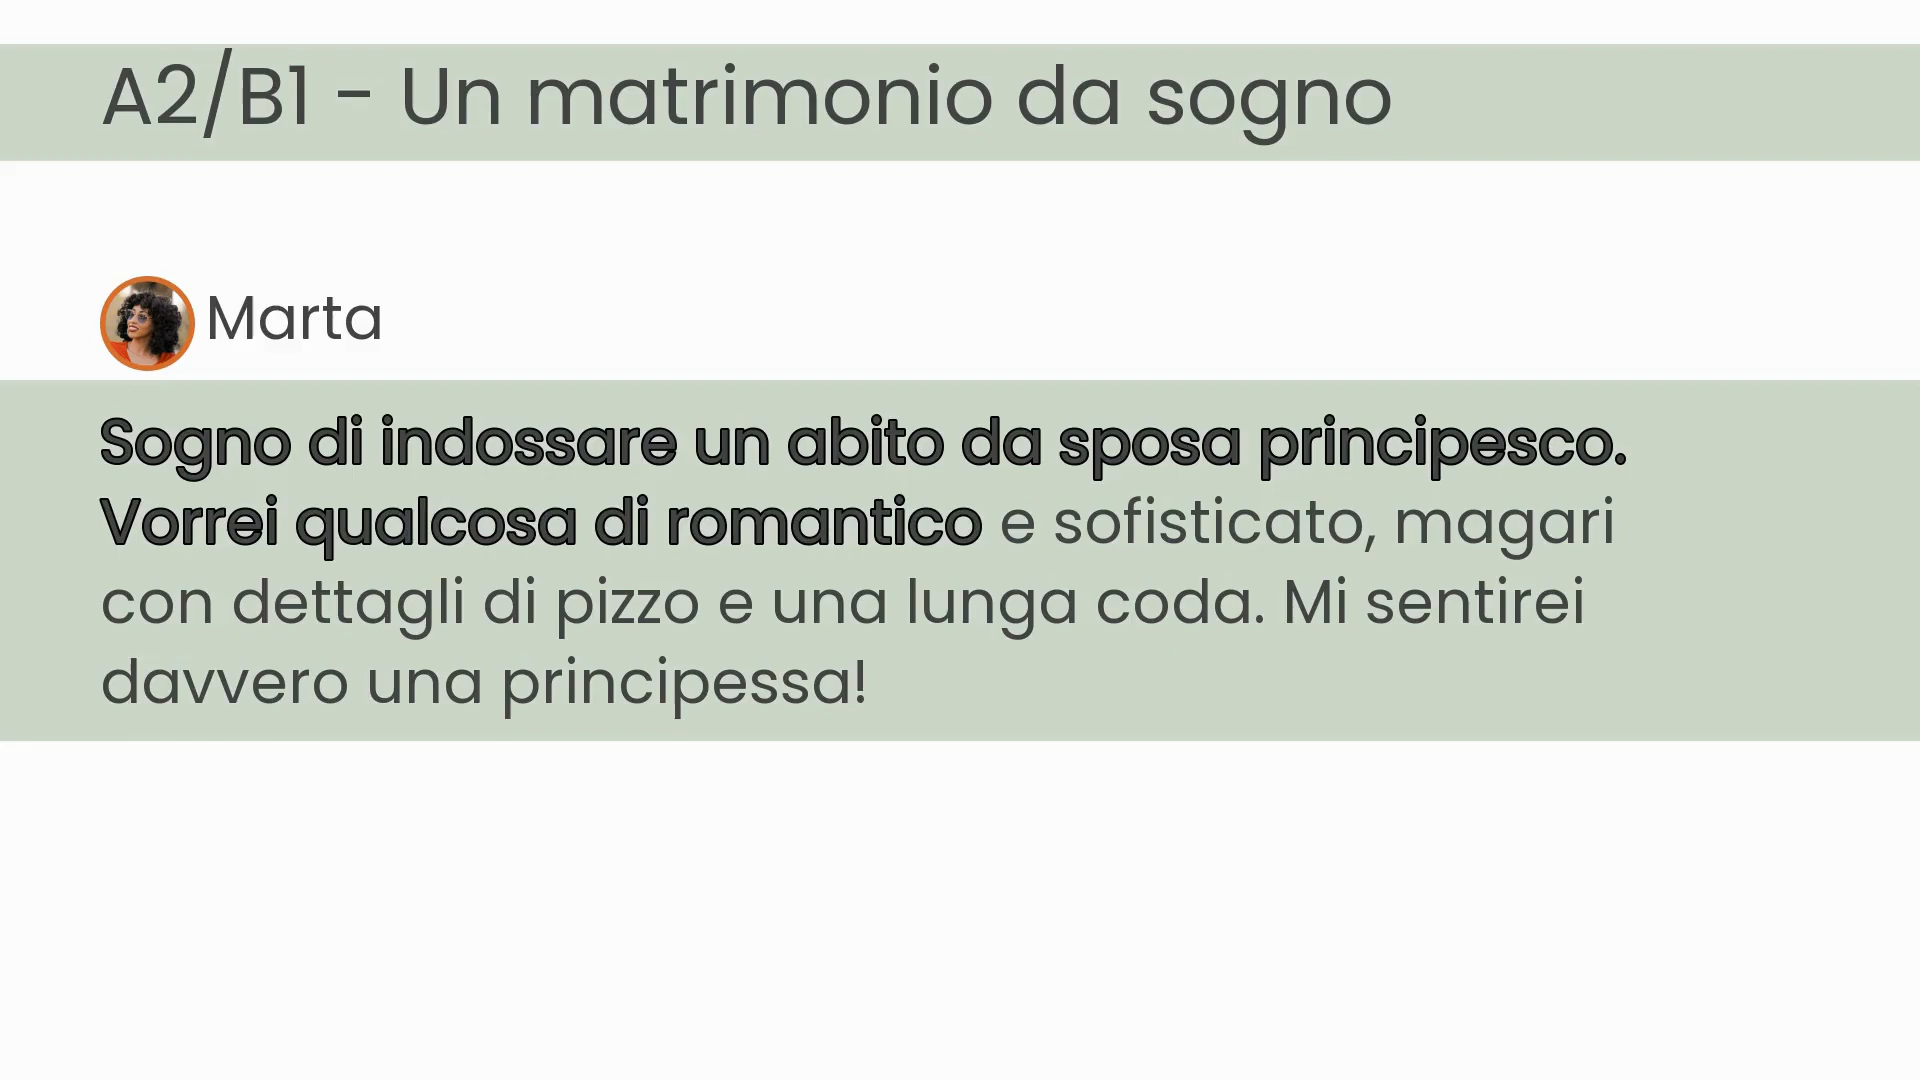 A2/B1 - Un matrimonio da sogno
Marta
Sogno di indossare un abito da sposa principesco.
Vorrei qualcosa di romantico e sofisticato, magari
con dettagli di pizzo e una lunga coda. Mi sentirei
davvero una principessa!